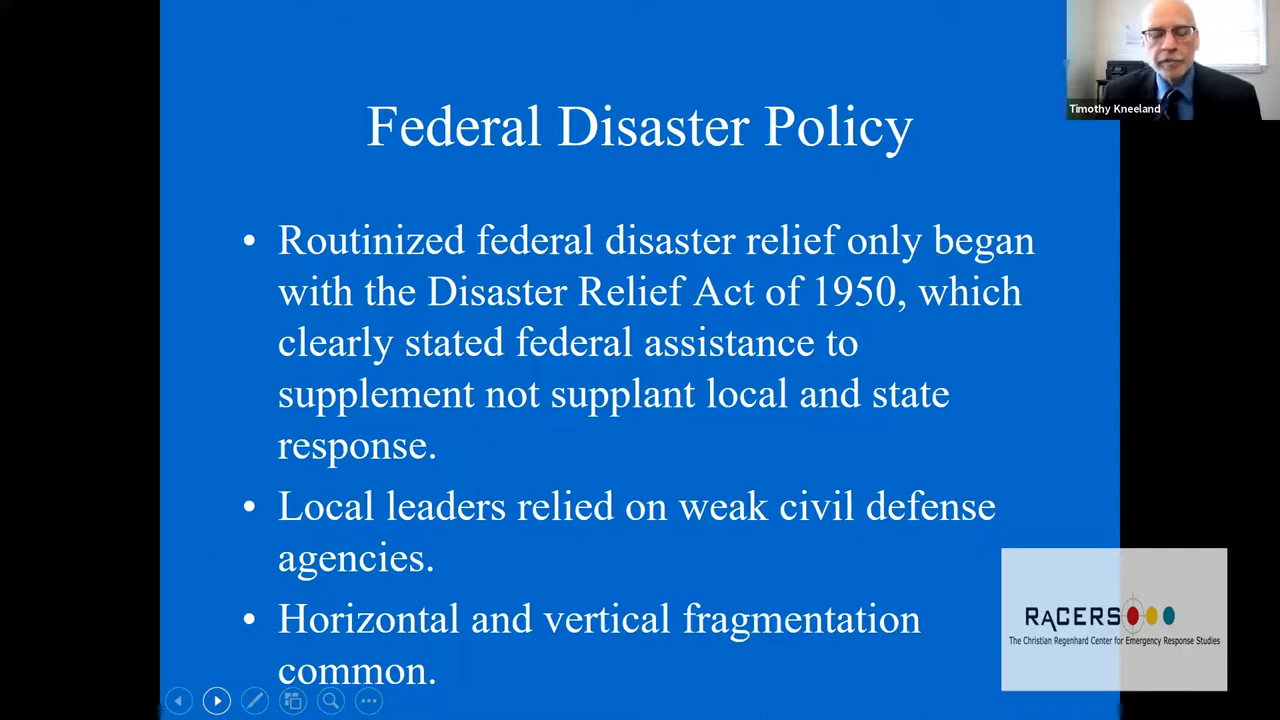 Timothy Kneeland
Federal Disaster Policy
• Routinized federal disaster relief only began
with the Disaster Relief Act of 1950, which
clearly stated federal assistance to
supplement not supplant local and state
response.
• Local leaders relied on weak civil defense
agencies.
• Horizontal and vertical fragmentation
common.
RaCERS
The Christian Regenhard Center for Emergency Response Studies